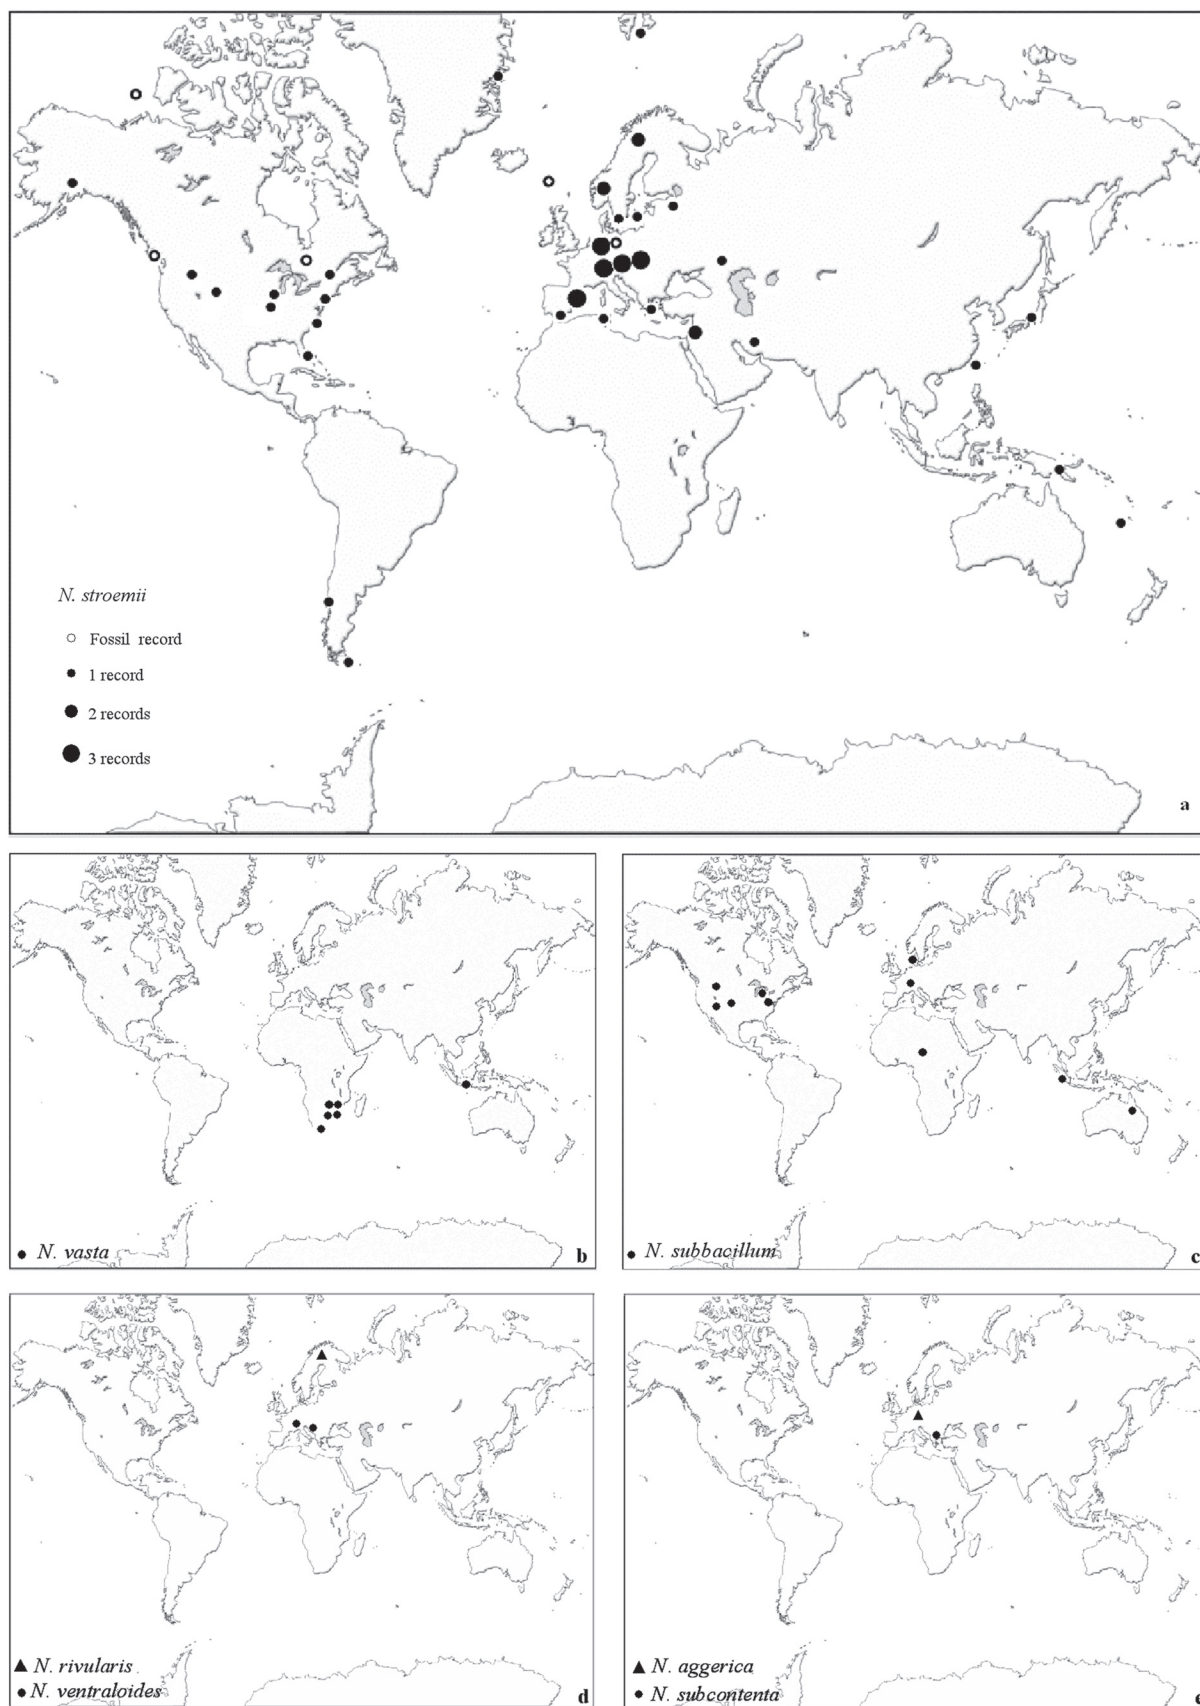 N. stroemii
Fossil record
1 record
2 records
3 records
a
N. vasta
b
N. subbacillum
c
N. rivularis
N. ventraloides
d
N. aggerica
N. subcontenta
e